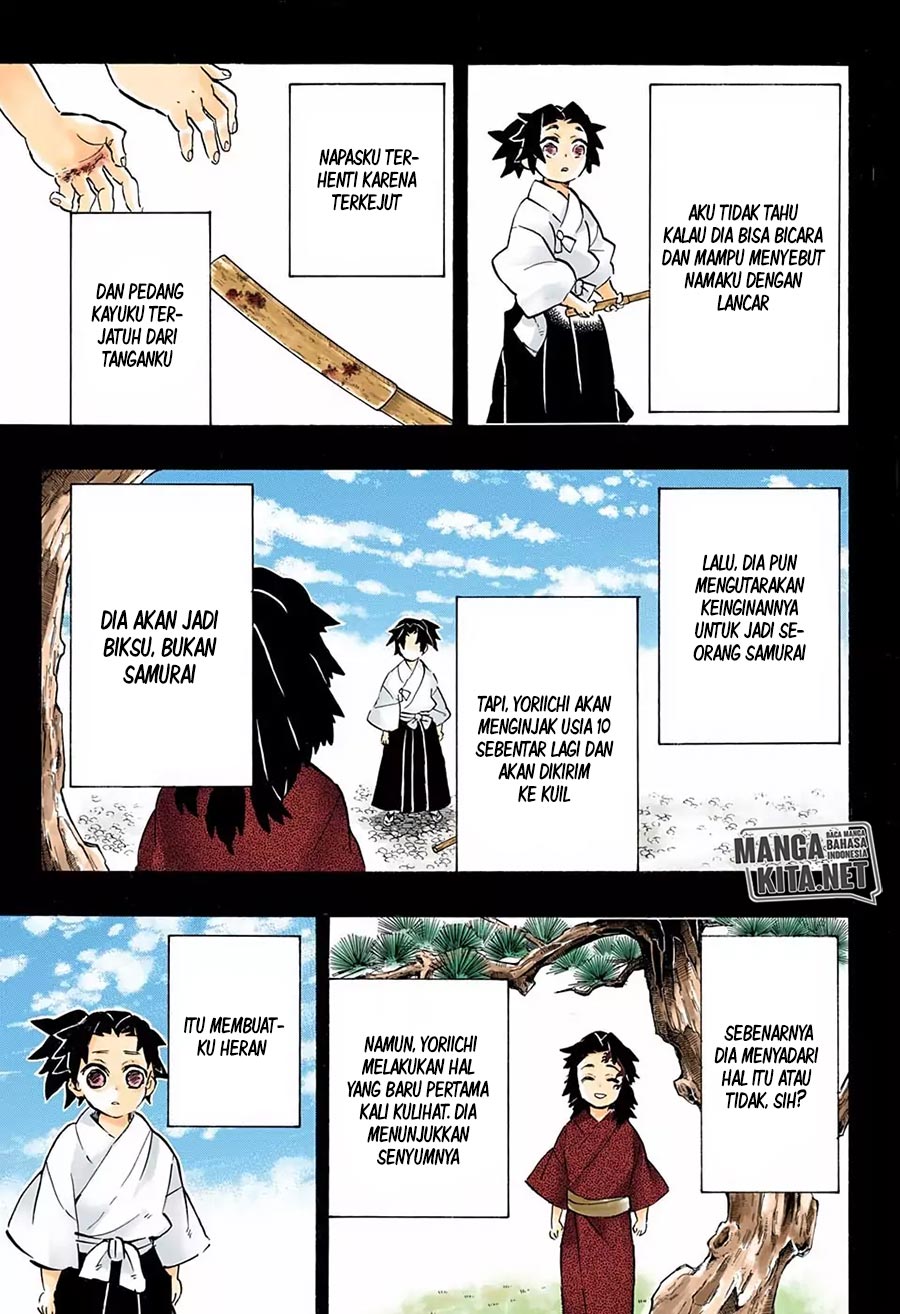 AKU TIDAK TAHU
KALAU DIA BISA BICARA
DAN MAMPU MENYEBUT
NAMAKU DENGAN
LANCAR
NAPASKU TER-
HENTI KARENA
TERKEJUT
DAN PEDANG
KAYUKU TER-
JATUH DARI
TANGANKU
LALU, DIA PUN
MENGUTARAKAN
KEINGINANNYA
UNTUK JADI SE-
ORANG SAMURAI
TAPI, YORIICHI AKAN
MENGINJAK USIA 10
SEBENTAR LAGI DAN
AKAN DIKIRIM
KE KUIL
DIA AKAN JADI
BIKSU, BUKAN
SAMURAI
MANGA BACA MANGA
BAHASA
INDONESIA
KITA.NET
SEBENARNYA
DIA MENYADARI
HAL ITU ATAU
TIDAK, SIH?
NAMUN, YORIICHI
MELAKUKAN HAL
YANG BARU PERTAMA
KALI KULIHAT. DIA
MENUNJUKKAN
SENYUMNYA
ITU MEMBUAT-
KU HERAN